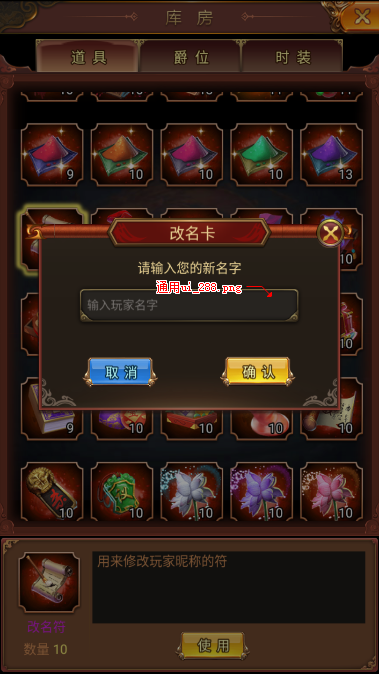 库房
道具 爵位 时装
9 10 10 10 13
10
改名卡
请输入您的新名字
通用ui_288.png
输入玩家名字
10
取消 确认
9 10 10 10 10
10 10 10 10 10
用来修改玩家昵称的符
改名符
数量 10
使用